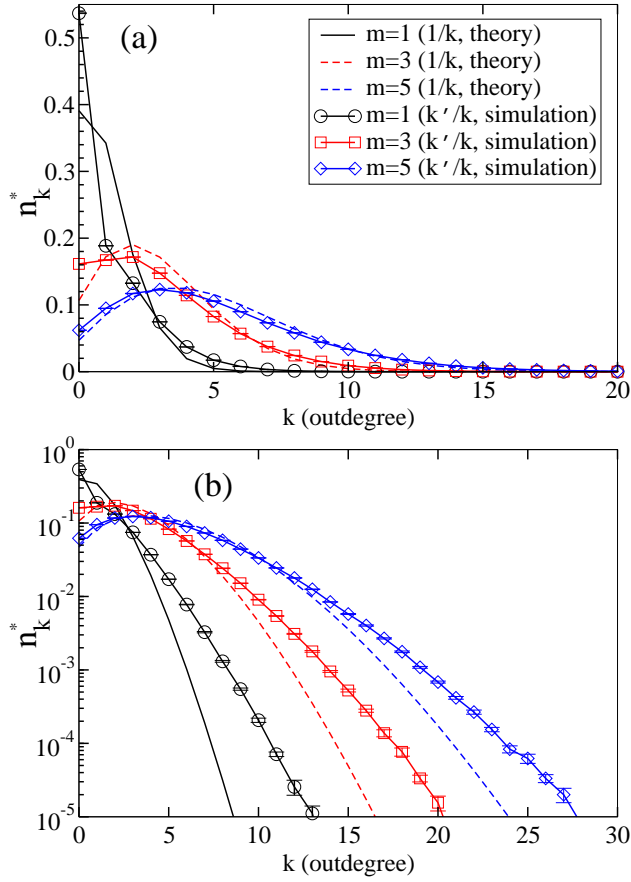 (a)
m=1 (1/k, theory)
m=3 (1/k, theory)
m=5 (1/k, theory)
m=1 (k′/k, simulation)
m=3 (k′/k, simulation)
m=5 (k′/k, simulation)
0.5
0.4
0.3
0.2
0.1
0
n*k
0 5 10 15 20
k (outdegree)
(b)
10^0
10^-1
10^-2
10^-3
10^-4
10^-5
n*k
0 5 10 15 20 25 30
k (outdegree)